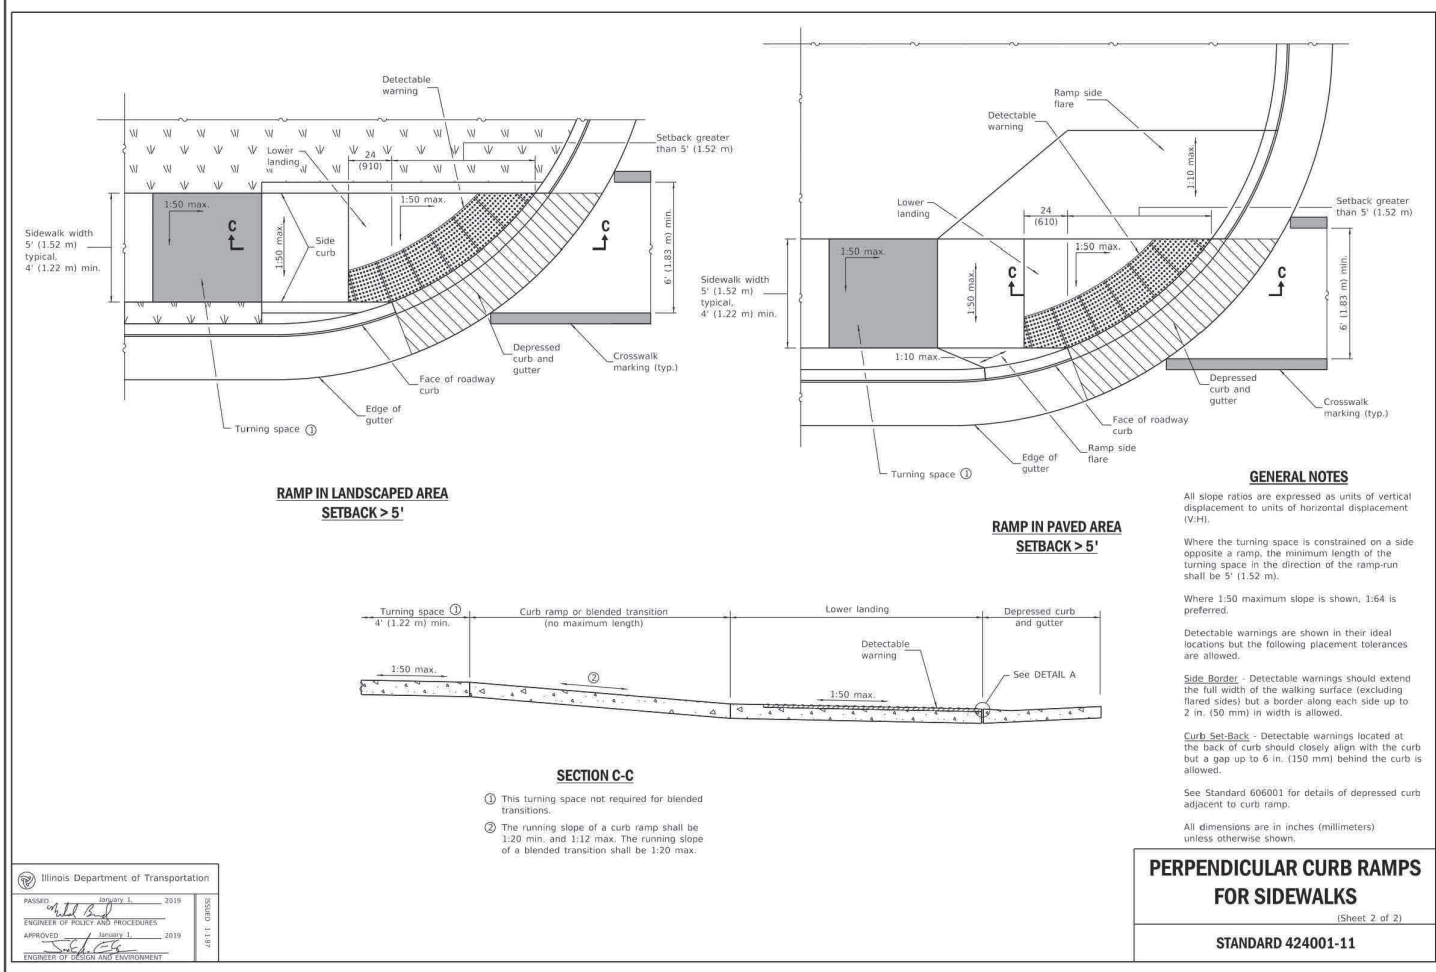 Detectable
warning
Lower
landing
24
(910)
Setback greater
than 5' (1.52 m)
1:50 max.
1:50 max.
1:50 max.
C
C
Side
curb
Sidewalk width
5' (1.52 m)
typical,
4' (1.22 m) min.
6' (1.83 m) min.
Depressed
curb and
gutter
Crosswalk
marking (typ.)
Face of roadway
curb
Edge of
gutter
Turning space ①
RAMP IN LANDSCAPED AREA
SETBACK > 5'
Ramp side
flare
Detectable
warning
1:10 max.
Lower
landing
24
(610)
Setback greater
than 5' (1.52 m)
1:50 max.
1:50 max.
1:50 max.
C
C
Sidewalk width
5' (1.52 m)
typical,
4' (1.22 m) min.
6' (1.83 m) min.
1:10 max.
Depressed
curb and
gutter
Crosswalk
marking (typ.)
Face of roadway
curb
Ramp side
flare
Edge of
gutter
Turning space ①
RAMP IN PAVED AREA
SETBACK > 5'
Turning space ①
4' (1.22 m) min.
Curb ramp or blended transition
(no maximum length)
Lower landing
Depressed curb
and gutter
Detectable
warning
1:50 max.
②
1:50 max.
See DETAIL A
SECTION C-C
① This turning space not required for blended
transitions.
② The running slope of a curb ramp shall be
1:20 min. and 1:12 max. The running slope
of a blended transition shall be 1:20 max.
GENERAL NOTES
All slope ratios are expressed as units of vertical
displacement to units of horizontal displacement
(V:H).
Where the turning space is constrained on a side
opposite a ramp, the minimum length of the
turning space in the direction of the ramp-run
shall be 5' (1.52 m).
Where 1:50 maximum slope is shown, 1:64 is
preferred.
Detectable warnings are shown in their ideal
locations but the following placement tolerances
are allowed.
Side Border - Detectable warnings should extend
the full width of the walking surface (excluding
flared sides) but a border along each side up to
2 in. (50 mm) in width is allowed.
Curb Set-Back - Detectable warnings located at
the back of curb should closely align with the curb
but a gap up to 6 in. (150 mm) behind the curb is
allowed.
See Standard 606001 for details of depressed curb
adjacent to curb ramp.
All dimensions are in inches (millimeters)
unless otherwise shown.
Illinois Department of Transportation
PASSED January 1, 2019
ENGINEER OF POLICY AND PROCEDURES
APPROVED January 1, 2019
ENGINEER OF DESIGN AND ENVIRONMENT
ISSUED 1-1-97
PERPENDICULAR CURB RAMPS
FOR SIDEWALKS
(Sheet 2 of 2)
STANDARD 424001-11